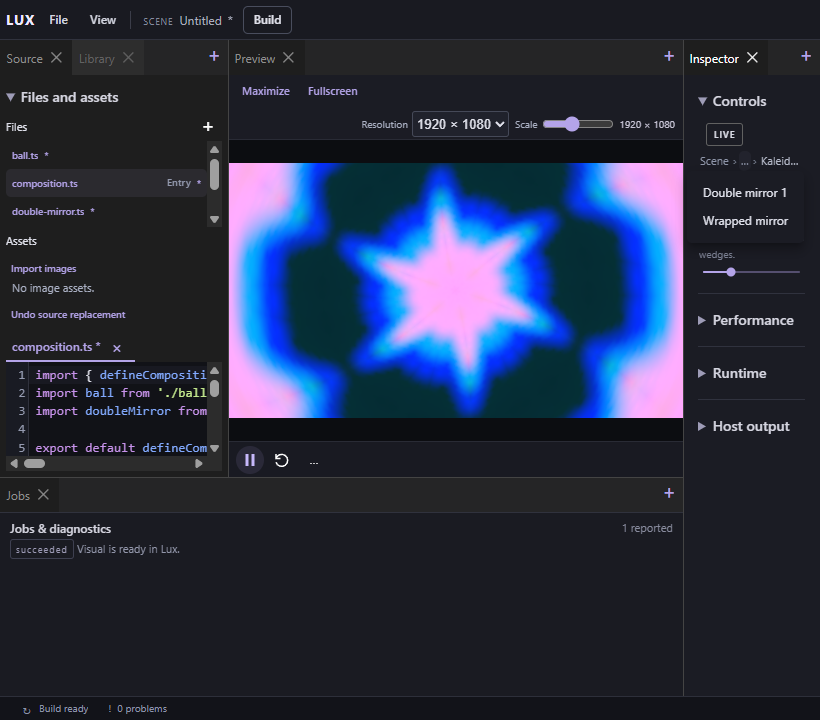 LUX File View SCENE Untitled * Build
Source Library
Preview
Inspector
Files and assets
Files
ball.ts *
composition.ts Entry *
double-mirror.ts *
Assets
Import images
No image assets.
Undo source replacement
composition.ts *
1 import { defineCompositi
2 import ball from './ball
3 import doubleMirror from
4
5 export default defineCom
Maximize Fullscreen
Resolution 1920 × 1080 Scale 1920 × 1080
...
Controls
LIVE
Scene › ... › Kaleid...
Double mirror 1
Wrapped mirror
wedges.
Performance
Runtime
Host output
Jobs
Jobs & diagnostics 1 reported
succeeded Visual is ready in Lux.
Build ready ! 0 problems